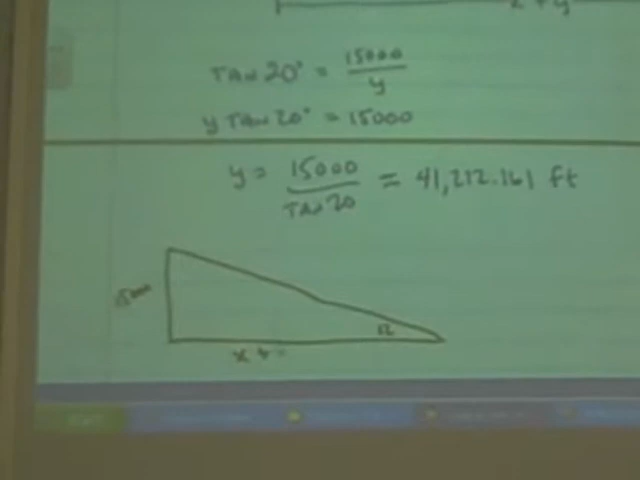 x + y
TAN 20° = 15000 / y
y TAN 20° = 15000
y = 15000 / TAN 20 = 41,212.161 ft
12
x +